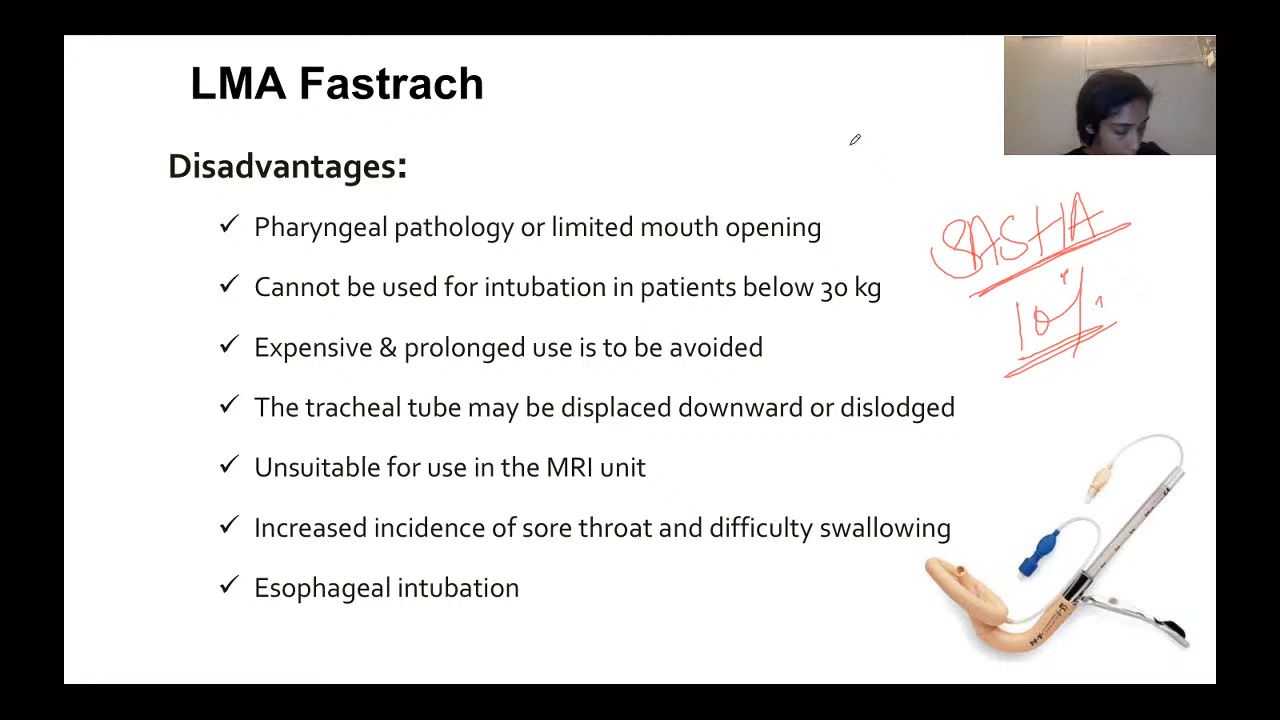 LMA Fastrach
Disadvantages:
✓ Pharyngeal pathology or limited mouth opening
✓ Cannot be used for intubation in patients below 30 kg
✓ Expensive & prolonged use is to be avoided
✓ The tracheal tube may be displaced downward or dislodged
✓ Unsuitable for use in the MRI unit
✓ Increased incidence of sore throat and difficulty swallowing
✓ Esophageal intubation
SASHA
10%